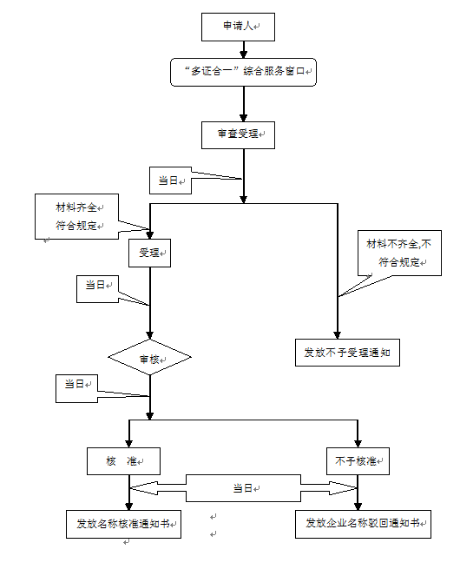 申请人
“多证合一”综合服务窗口
审查受理
当日
材料齐全
符合规定
材料不齐全,不
符合规定
受理
当日
审核
发放不予受理通知
当日
核 准
不予核准
当日
发放名称核准通知书
发放企业名称驳回通知书